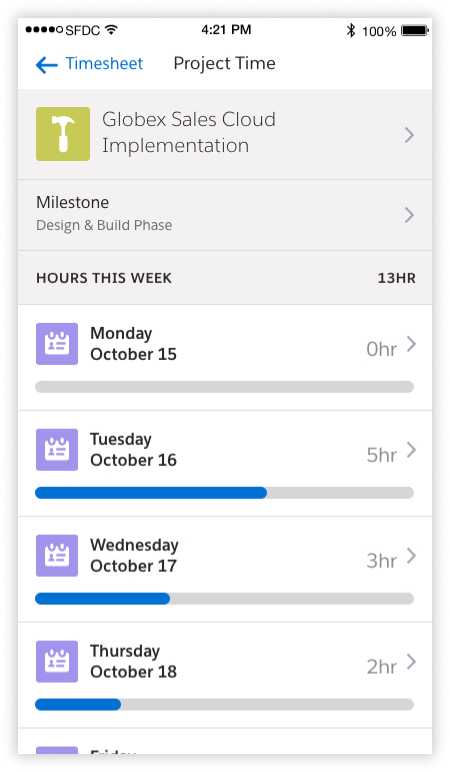 SFDC 4:21 PM 100%
Timesheet Project Time
Globex Sales Cloud
Implementation
Milestone
Design & Build Phase
HOURS THIS WEEK 13HR
Monday
October 15 0hr
Tuesday
October 16 5hr
Wednesday
October 17 3hr
Thursday
October 18 2hr